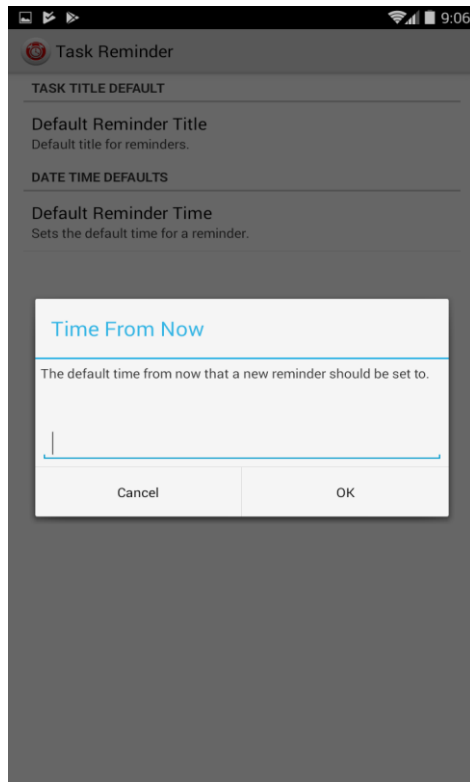 9:06
Task Reminder
TASK TITLE DEFAULT
Default Reminder Title
Default title for reminders.
DATE TIME DEFAULTS
Default Reminder Time
Sets the default time for a reminder.
Time From Now
The default time from now that a new reminder should be set to.
Cancel OK